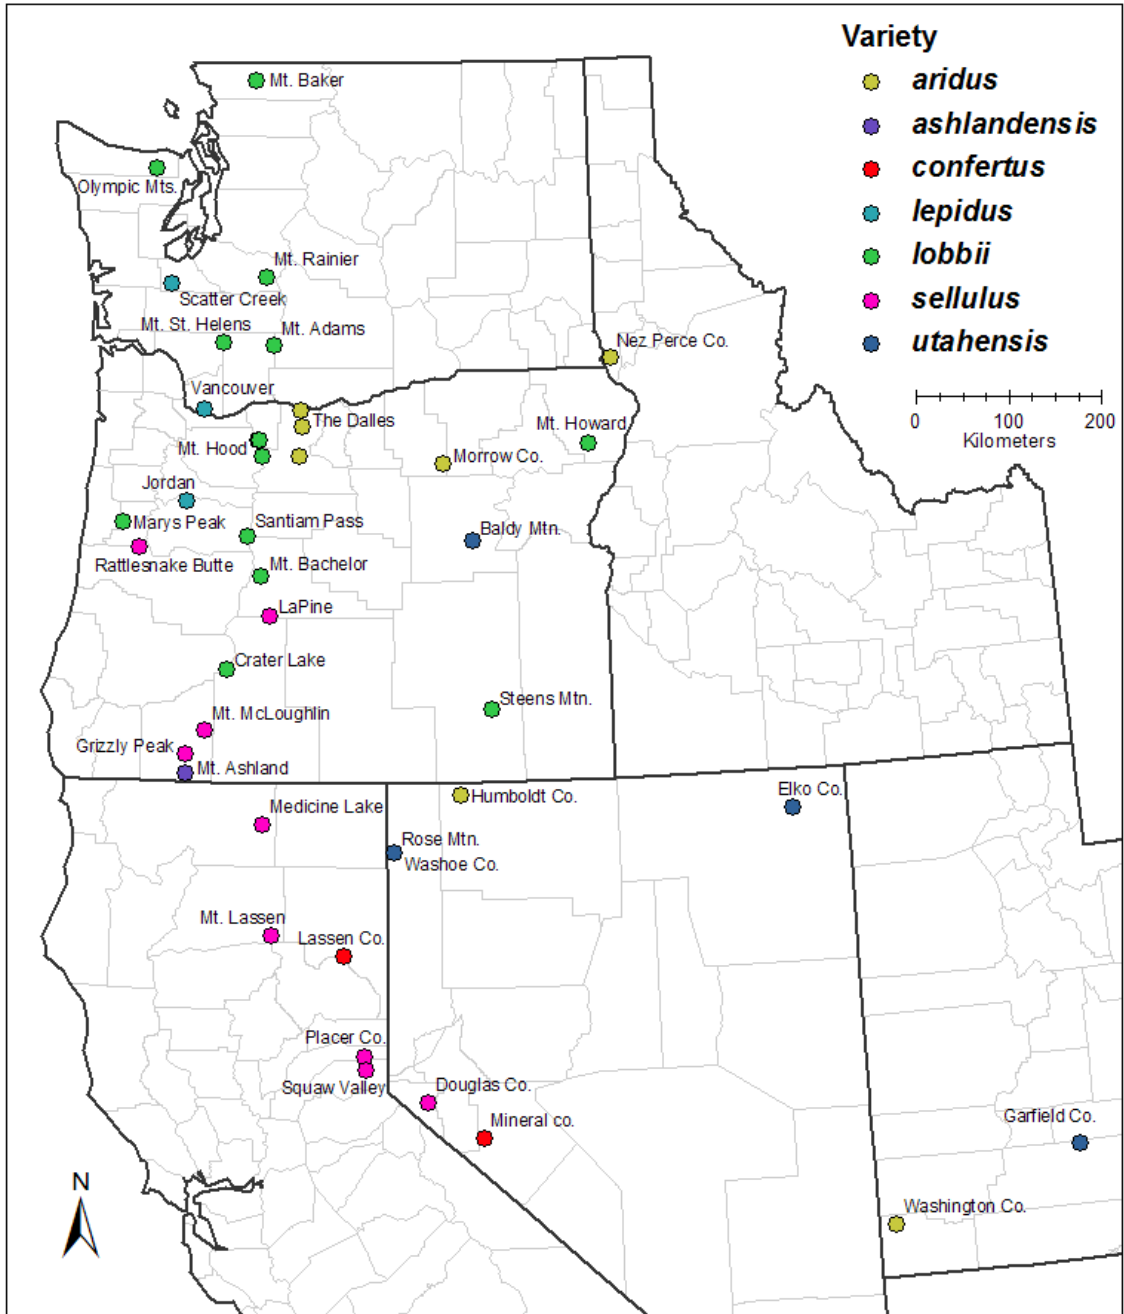 Variety
aridus
ashlandensis
confertus
lepidus
lobbii
sellulus
utahensis
0 100 200
Kilometers
Mt. Baker
Olympic Mts.
Mt. Rainier
Scatter Creek
Mt. St. Helens
Mt. Adams
Nez Perce Co.
Vancouver
The Dalles
Mt. Howard
Mt. Hood
Morrow Co.
Jordan
Marys Peak
Santiam Pass
Baldy Mtn.
Rattlesnake Butte
Mt. Bachelor
LaPine
Crater Lake
Steens Mtn.
Mt. McLoughlin
Grizzly Peak
Mt. Ashland
Medicine Lake
Humboldt Co.
Elko Co.
Rose Mtn.
Washoe Co.
Mt. Lassen
Lassen Co.
Placer Co.
Squaw Valley
Douglas Co.
Mineral co.
Garfield Co.
N
Washington Co.